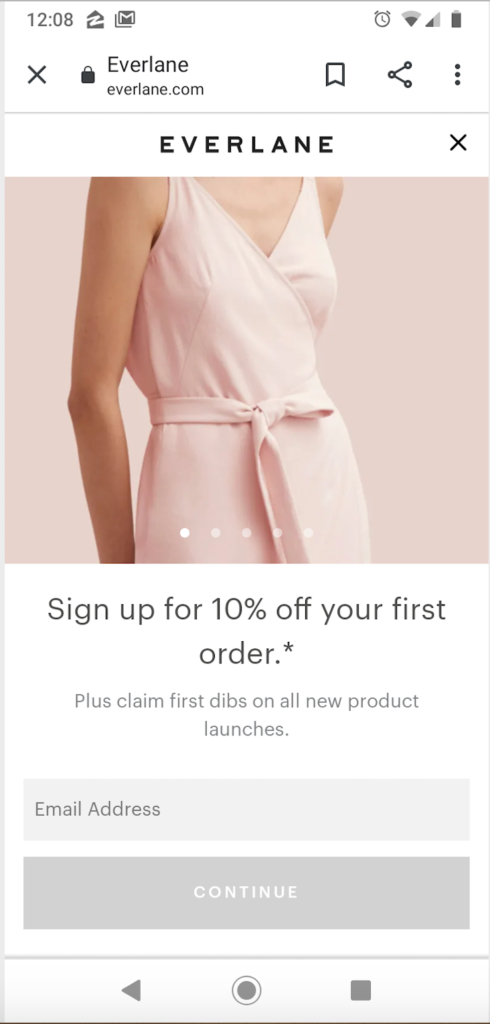 12:08
Everlane
everlane.com
EVERLANE
Sign up for 10% off your first
order.*
Plus claim first dibs on all new product
launches.
Email Address
CONTINUE